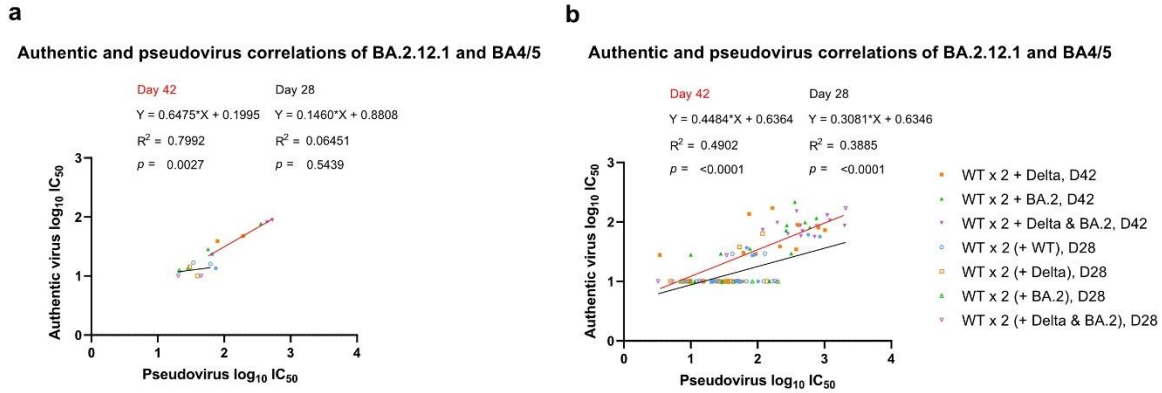 a
Authentic and pseudovirus correlations of BA.2.12.1 and BA4/5
Day 42
Y = 0.6475*X + 0.1995
R² = 0.7992
p = 0.0027
Day 28
Y = 0.1460*X + 0.8808
R² = 0.06451
p = 0.5439
Authentic virus log₁₀ IC₅₀
3
2
1
0
0 1 2 3 4
Pseudovirus log₁₀ IC₅₀
b
Authentic and pseudovirus correlations of BA.2.12.1 and BA4/5
Day 42
Y = 0.4484*X + 0.6364
R² = 0.4902
p = <0.0001
Day 28
Y = 0.3081*X + 0.6346
R² = 0.3885
p = <0.0001
Authentic virus log₁₀ IC₅₀
3
2
1
0
0 1 2 3 4
Pseudovirus log₁₀ IC₅₀
WT x 2 + Delta, D42
WT x 2 + BA.2, D42
WT x 2 + Delta & BA.2, D42
WT x 2 (+ WT), D28
WT x 2 (+ Delta), D28
WT x 2 (+ BA.2), D28
WT x 2 (+ Delta & BA.2), D28